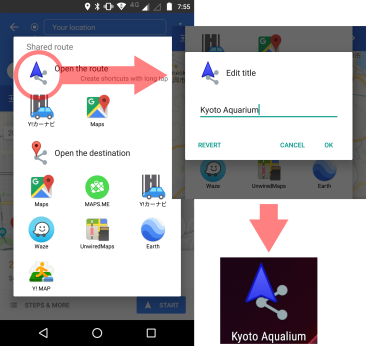 4G 7:55
Your location
Shared route
Open the route
Create shortcuts with long tap
Y!カーナビ Maps
Open the destination
Maps MAPS.ME Y!カーナビ
Waze UnwiredMaps Earth
Y! MAP
STEPS & MORE START
Edit title
Kyoto Aquarium
REVERT CANCEL OK
Waze UnwiredMaps Earth
Kyoto Aqualium